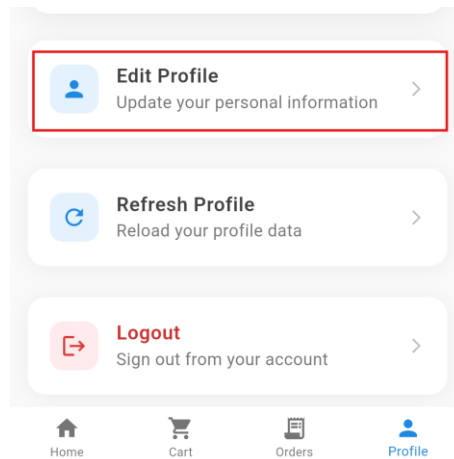 Edit Profile
Update your personal information
Refresh Profile
Reload your profile data
Logout
Sign out from your account
Home
Cart
Orders
Profile